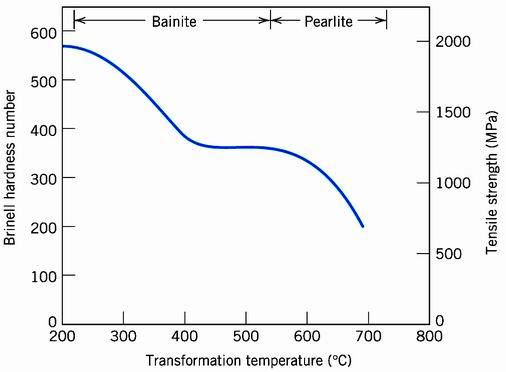 Bainite
Pearlite
600
500
400
300
200
100
0
Brinell hardness number
2000
1500
1000
500
0
Tensile strength (MPa)
200 300 400 500 600 700 800
Transformation temperature (°C)